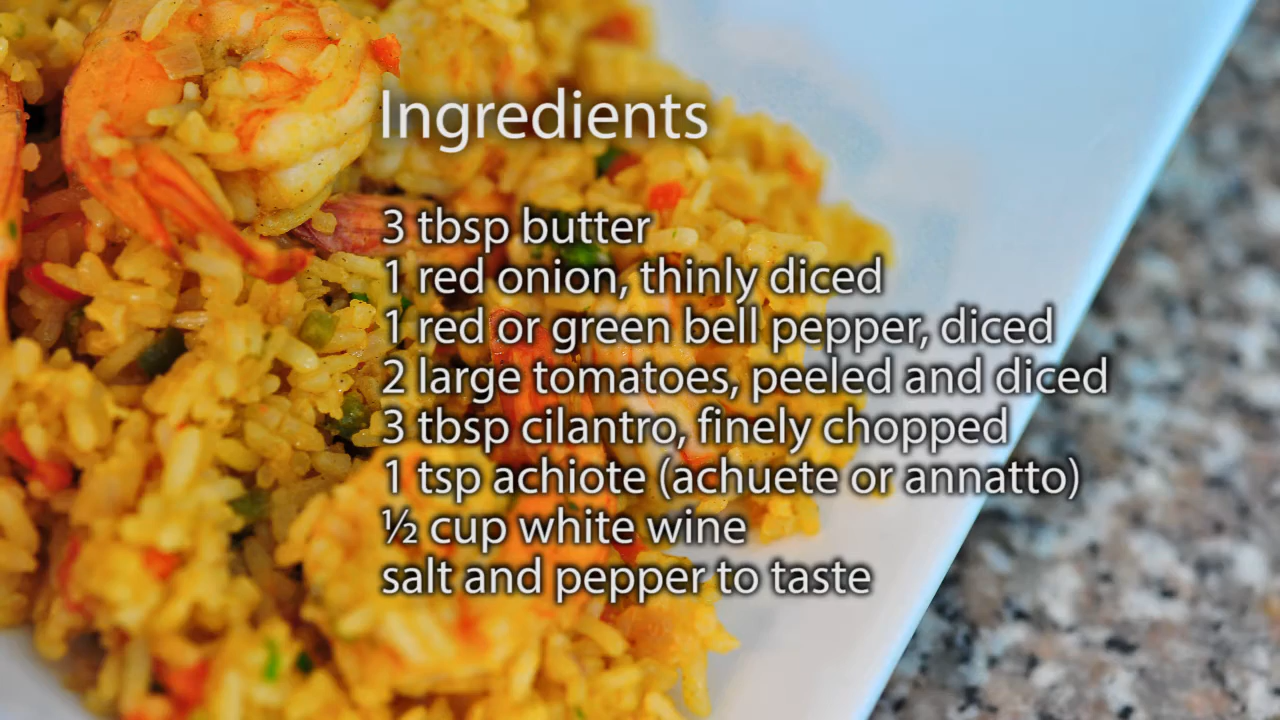 Ingredients
3 tbsp butter
1 red onion, thinly diced
1 red or green bell pepper, diced
2 large tomatoes, peeled and diced
3 tbsp cilantro, finely chopped
1 tsp achiote (achuete or annatto)
½ cup white wine
salt and pepper to taste